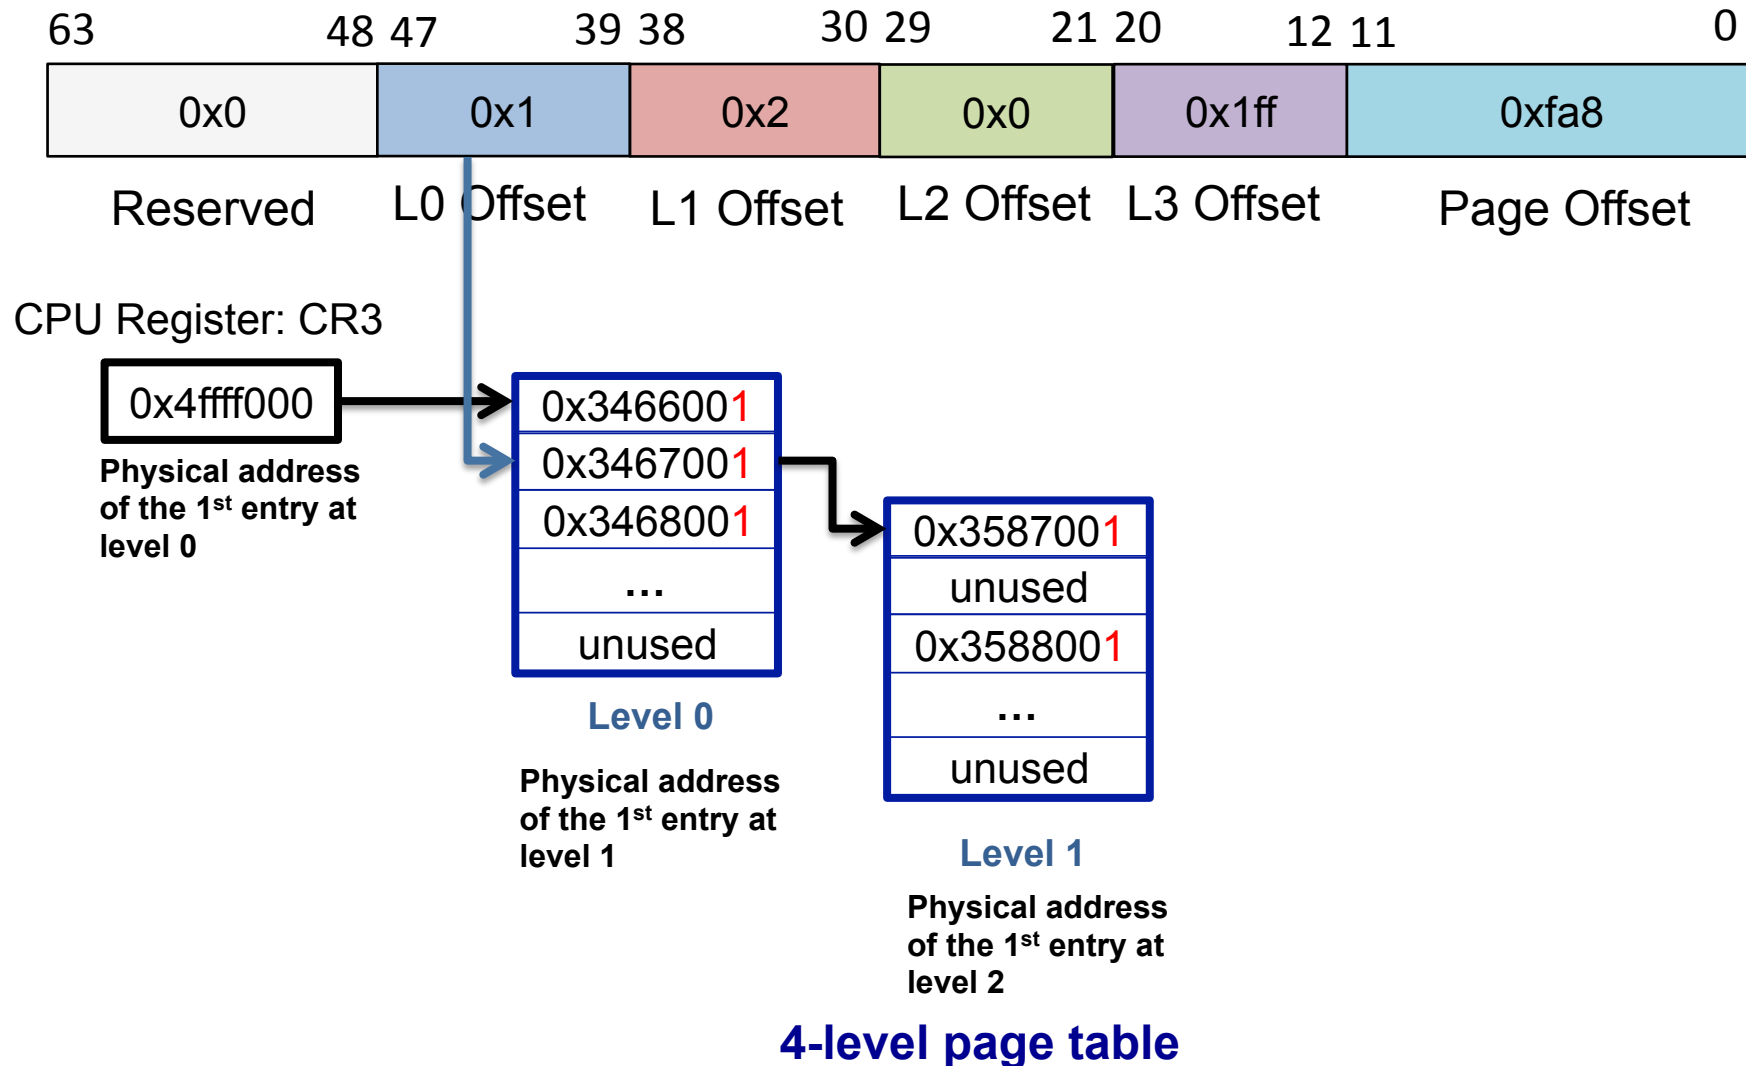 63 48 47 39 38 30 29 21 20 12 11 0
0x0 0x1 0x2 0x0 0x1ff 0xfa8
Reserved L0 Offset L1 Offset L2 Offset L3 Offset Page Offset
CPU Register: CR3
0x4ffff000
Physical address
of the 1st entry at
level 0
0x3466001
0x3467001
0x3468001
...
unused
Level 0
Physical address
of the 1st entry at
level 1
0x3587001
unused
0x3588001
...
unused
Level 1
Physical address
of the 1st entry at
level 2
4-level page table